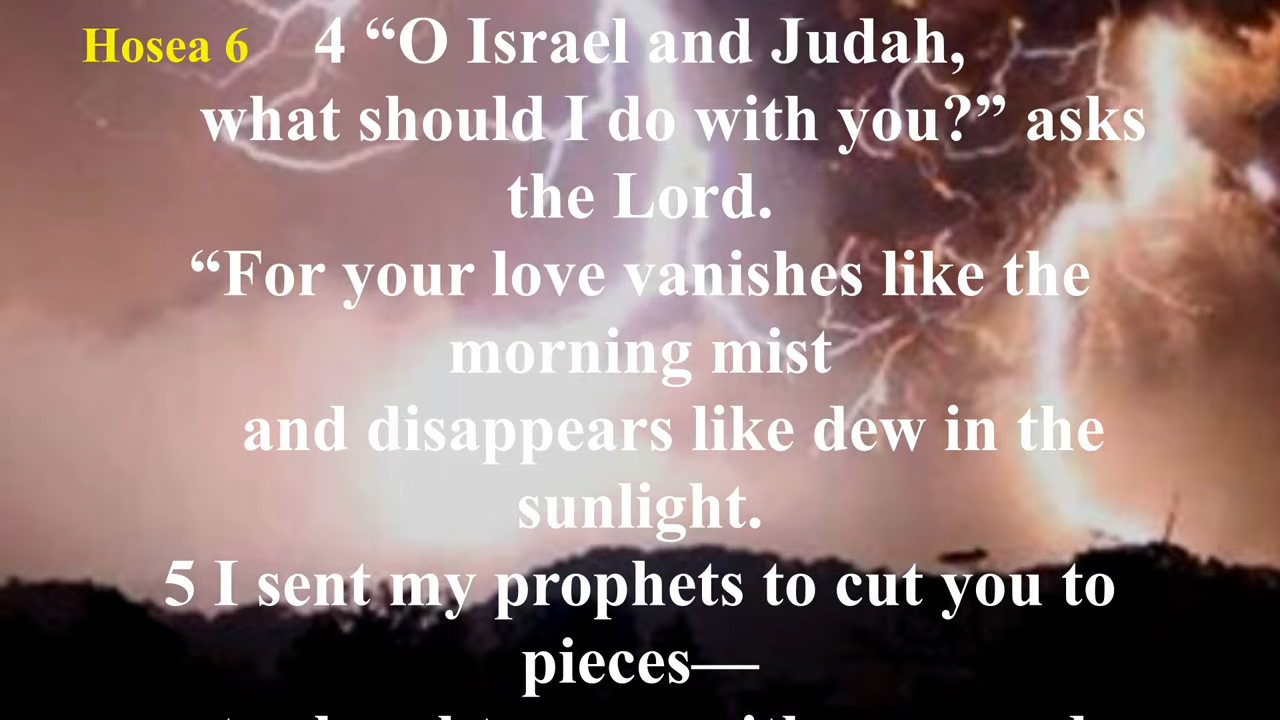 Hosea 6 4 “O Israel and Judah,
what should I do with you?” asks
the Lord.
“For your love vanishes like the
morning mist
and disappears like dew in the
sunlight.
5 I sent my prophets to cut you to
pieces—